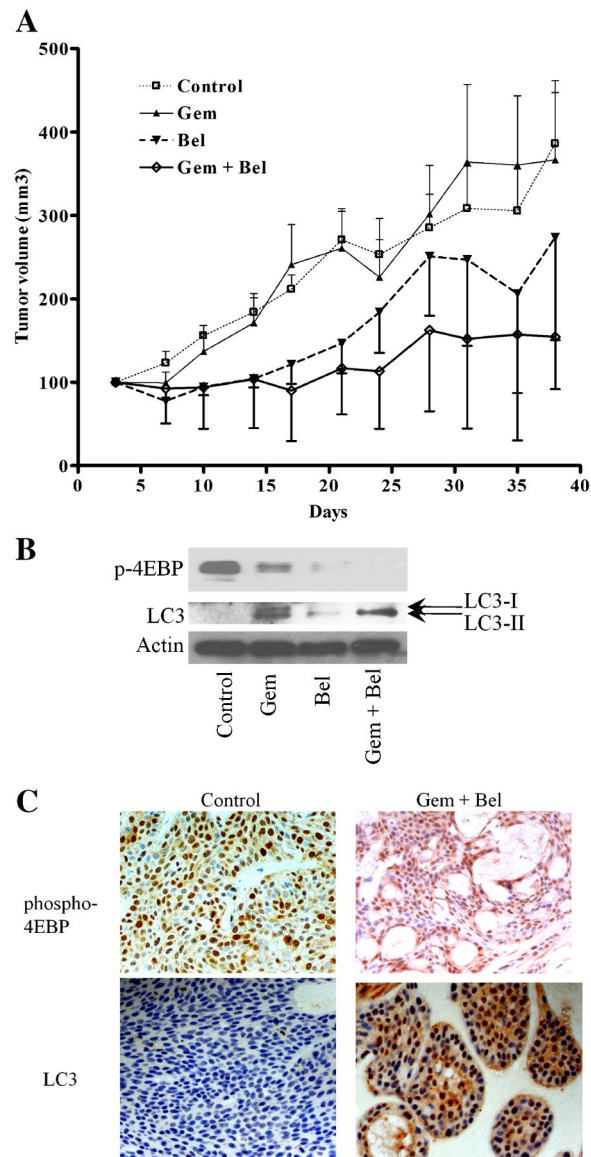 A
500
400
300
200
100
0
Tumor volume (mm3)
Control
Gem
Bel
Gem + Bel
0 5 10 15 20 25 30 35 40
Days
B
p-4EBP
LC3
Actin
LC3-I
LC3-II
Control
Gem
Bel
Gem + Bel
C
Control
Gem + Bel
phospho-
4EBP
LC3